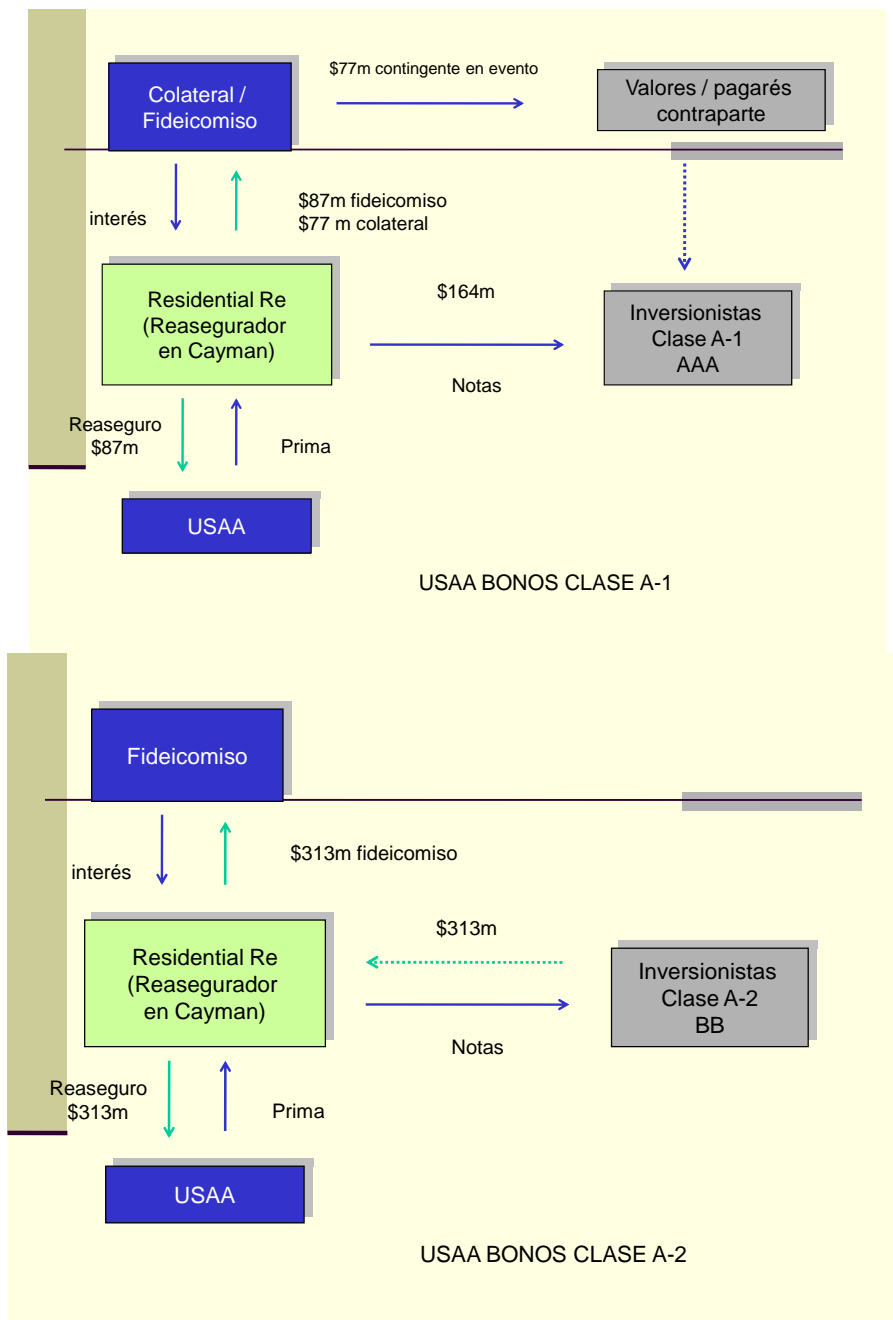 $77m contingente en evento
Colateral /
Fideicomiso
Valores / pagarés
contraparte
interés
$87m fideicomiso
$77 m colateral
Residential Re
(Reasegurador
en Cayman)
$164m
Notas
Inversionistas
Clase A-1
AAA
Reaseguro
$87m
Prima
USAA
USAA BONOS CLASE A-1
Fideicomiso
interés
$313m fideicomiso
Residential Re
(Reasegurador
en Cayman)
$313m
Notas
Inversionistas
Clase A-2
BB
Reaseguro
$313m
Prima
USAA
USAA BONOS CLASE A-2